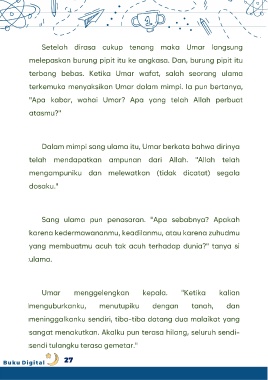 Setelah dirasa cukup tenang maka Umar langsung
melepaskan burung pipit itu ke angkasa. Dan, burung pipit itu
terbang bebas. Ketika Umar wafat, salah seorang ulama
terkemuka menyaksikan Umar dalam mimpi. Ia pun bertanya,
"Apa kabar, wahai Umar? Apa yang telah Allah perbuat
atasmu?"
Dalam mimpi sang ulama itu, Umar berkata bahwa dirinya
telah mendapatkan ampunan dari Allah. "Allah telah
mengampuniku dan melewatkan (tidak dicatat) segala
dosaku."
Sang ulama pun penasaran. "Apa sebabnya? Apakah
karena kedermawananmu, keadilanmu, atau karena zuhudmu
yang membuatmu acuh tak acuh terhadap dunia?" tanya si
ulama.
Umar menggelengkan kepala. "Ketika kalian
menguburkanku, menutupiku dengan tanah, dan
meninggalkanku sendiri, tiba-tiba datang dua malaikat yang
sangat menakutkan. Akalku pun terasa hilang, seluruh sendi-
sendi tulangku terasa gemetar."
Buku Digital 27